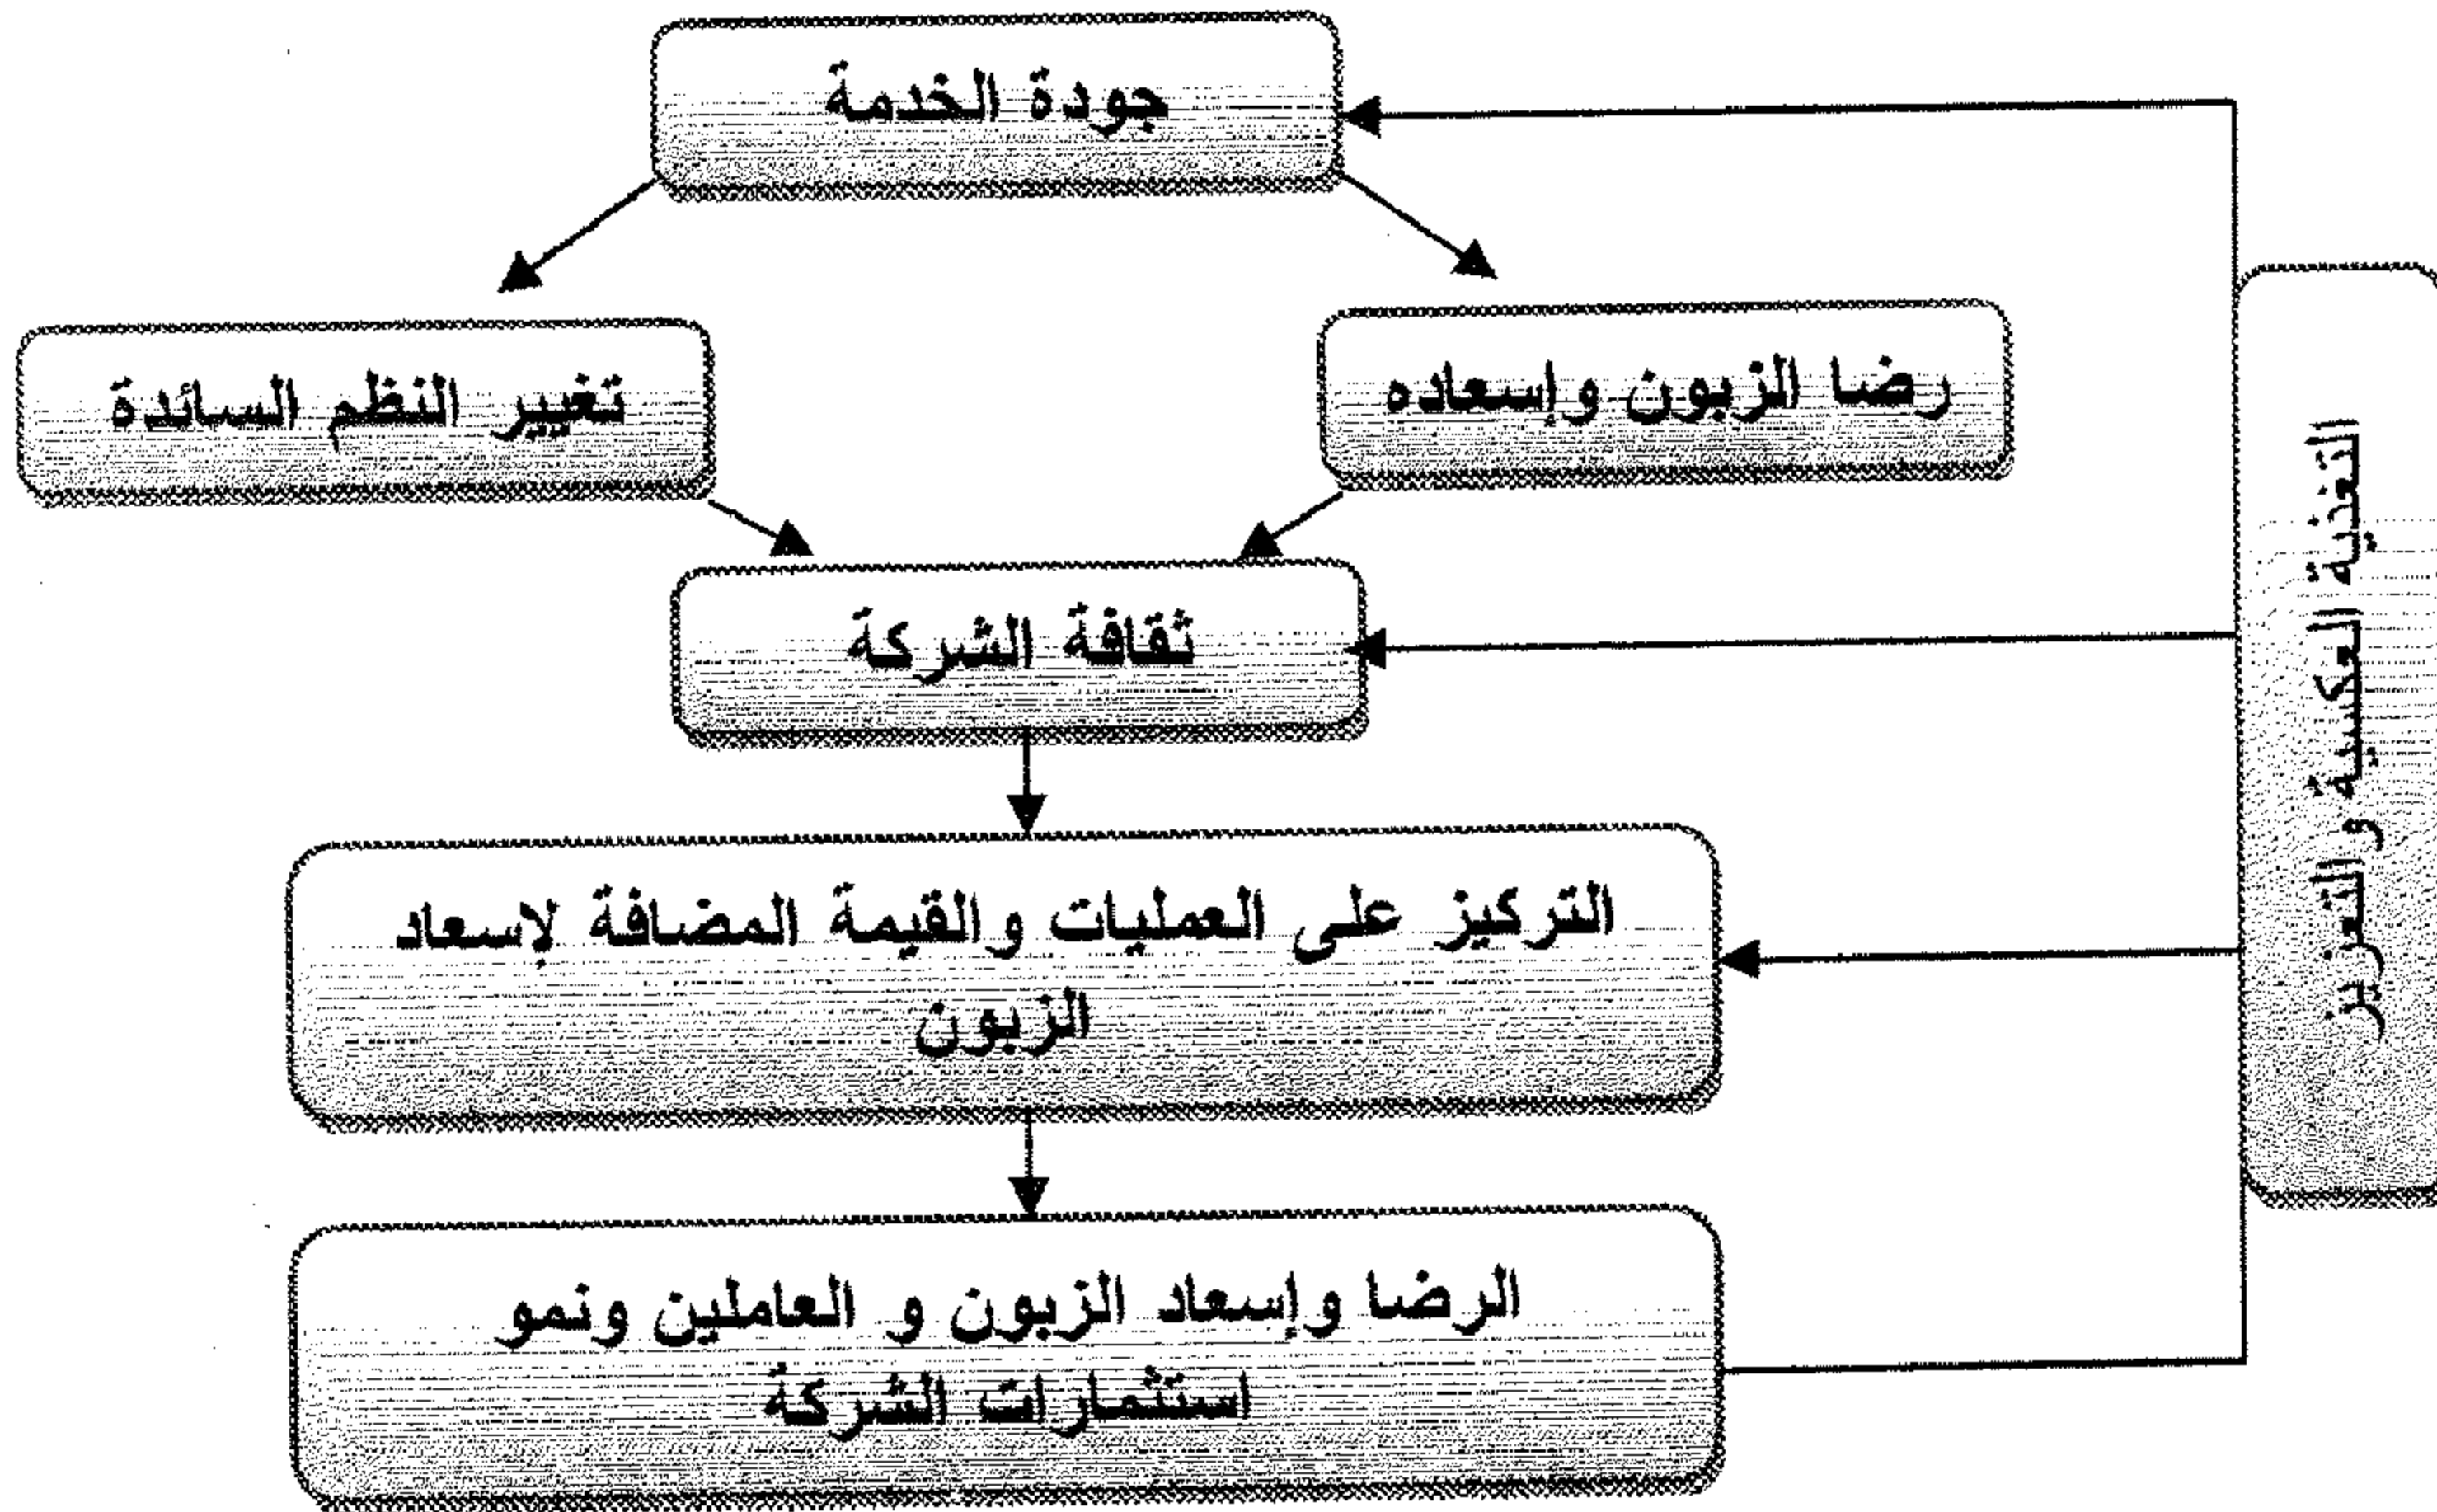 جودة الخدمة
رضا الزبون وإسعاده
تغيير النظم السائدة
ثقافة الشركة
التركيز على العمليات والقيمة المضافة لإسعاد
الزبون
الرضا وإسعاد الزبون و العاملين ونمو
استثمارات الشركة
التغذية العكسية والتعزيز